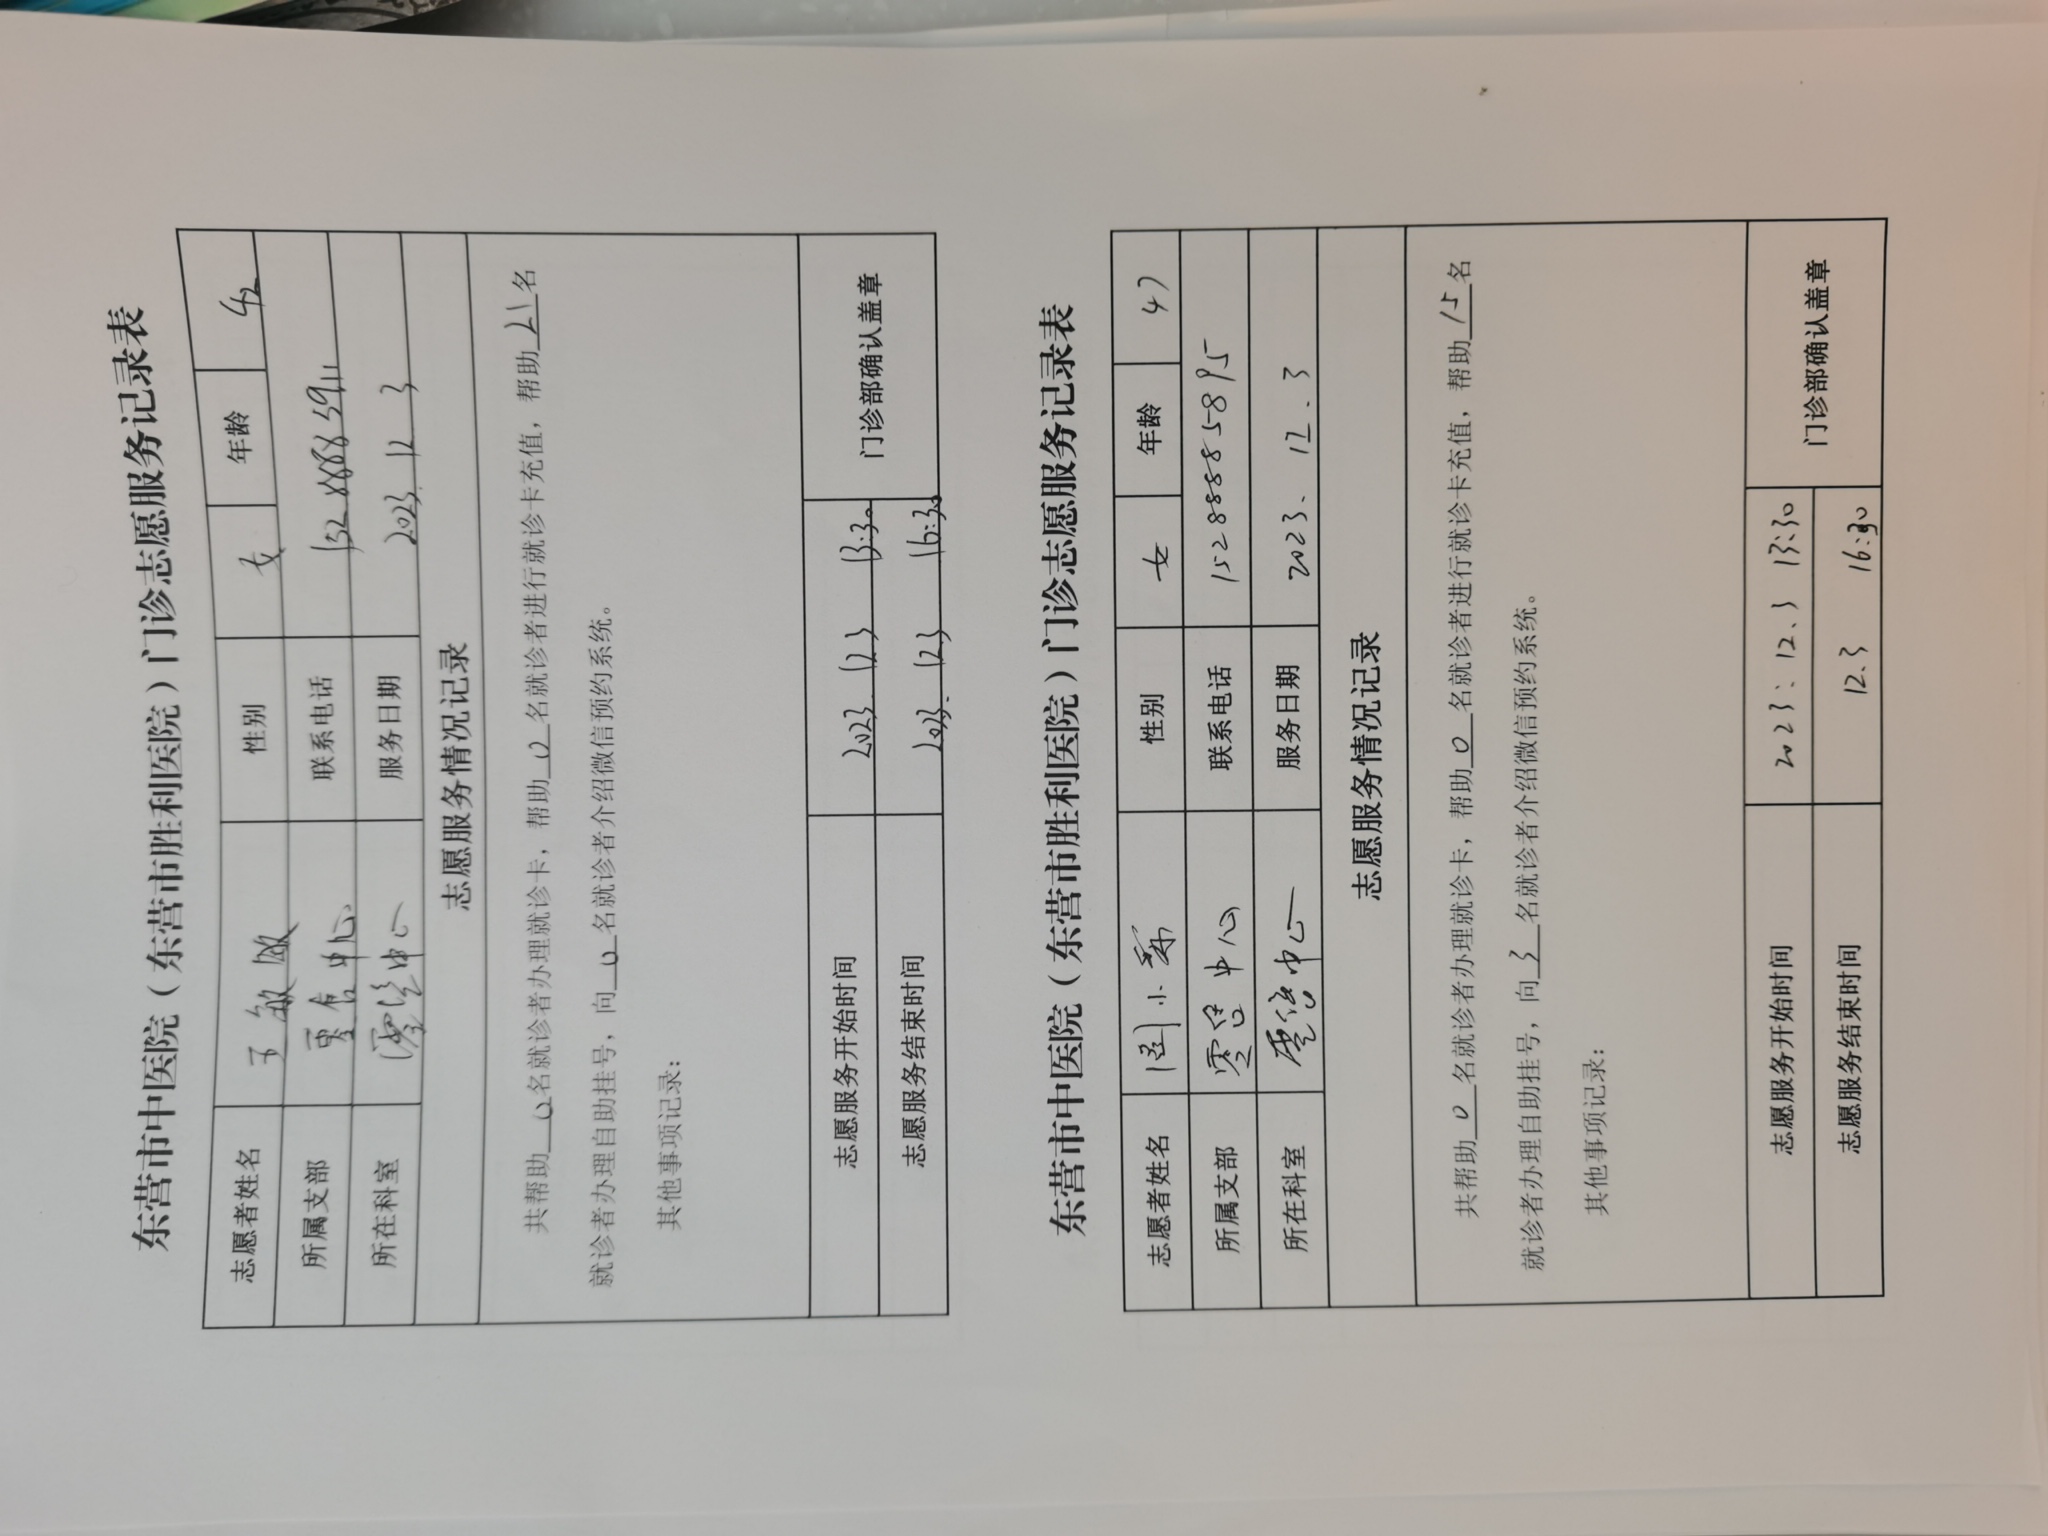 东营市中医院（东营市胜利医院）门诊志愿服务记录表
志愿者姓名 敏敏 性别 女 年龄 42
所属支部 中心 联系电话 15288885911
所在科室 中心 服务日期 2023.12.3
志愿服务情况记录
共帮助 0 名就诊者办理就诊卡，帮助 0 名就诊者进行就诊卡充值，帮助 21 名
就诊者办理自助挂号，向 0 名就诊者介绍微信预约系统。
其他事项记录：
志愿服务开始时间 2023.12.3 13:30 门诊部确认盖章
志愿服务结束时间 2023.12.3 16:30
东营市中医院（东营市胜利医院）门诊志愿服务记录表
志愿者姓名 周小 性别 女 年龄 47
所属支部 中心 联系电话 15288885895
所在科室 中心 服务日期 2023、12.3
志愿服务情况记录
共帮助 0 名就诊者办理就诊卡，帮助 0 名就诊者进行就诊卡充值，帮助 15 名
就诊者办理自助挂号，向 3 名就诊者介绍微信预约系统。
其他事项记录：
志愿服务开始时间 2023、12.3 13:30 门诊部确认盖章
志愿服务结束时间 12.3 16:30